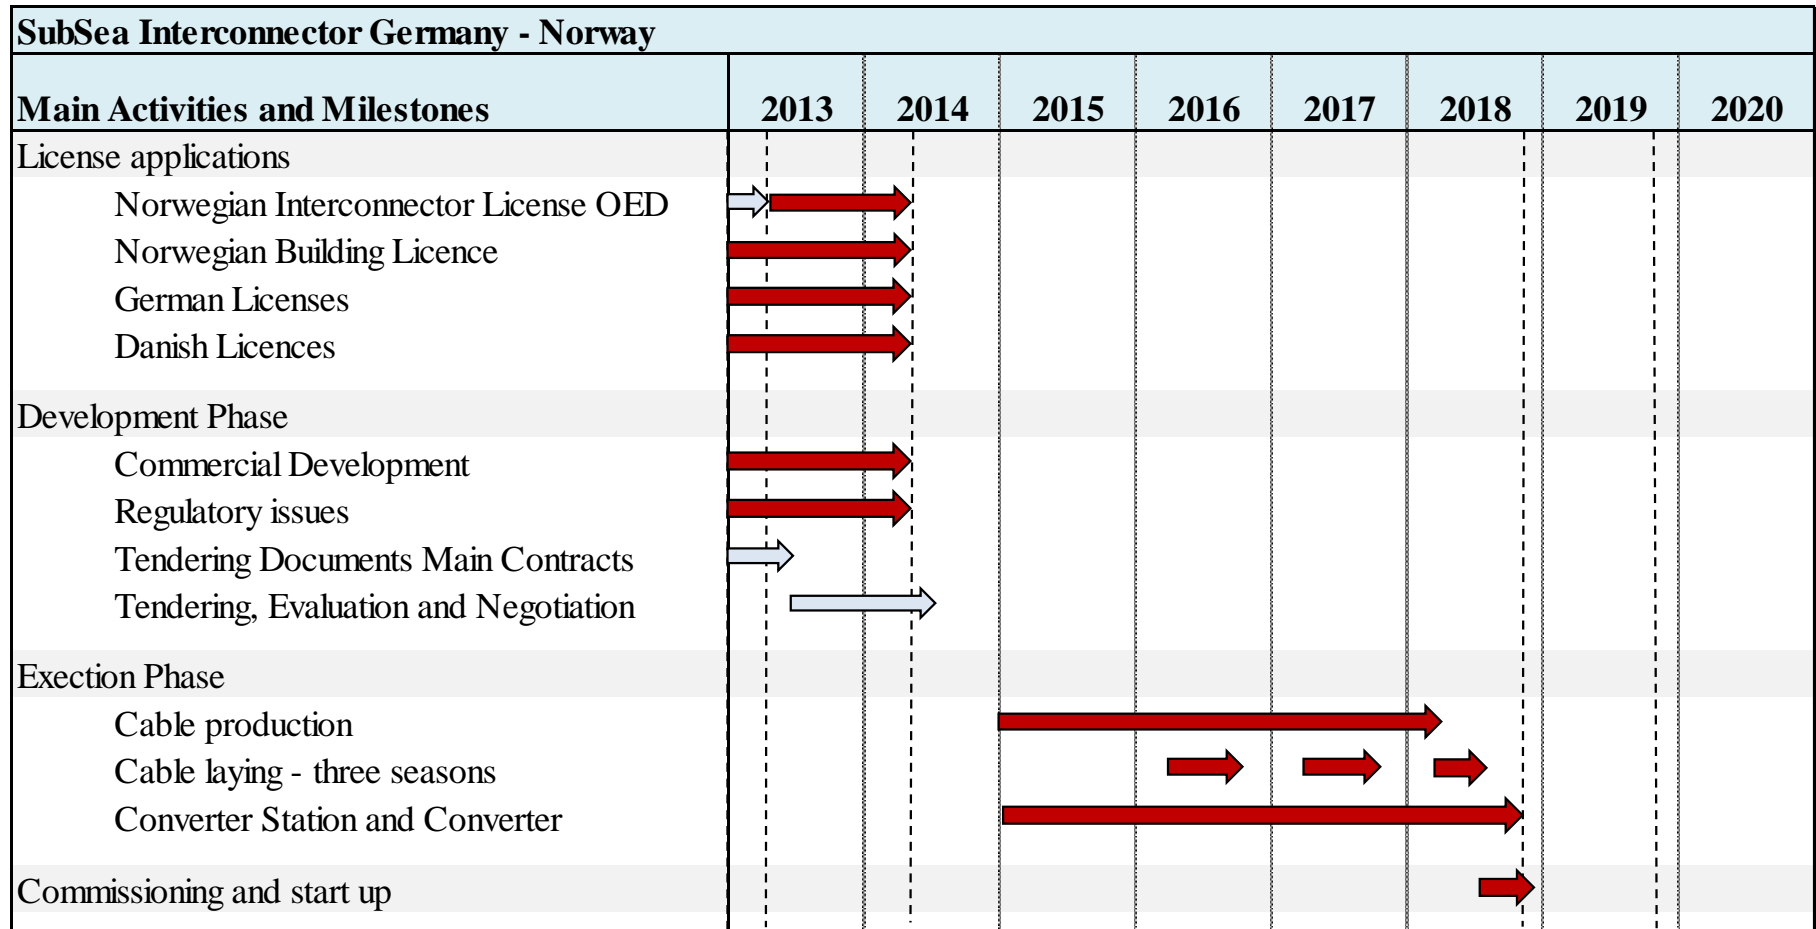 SubSea Interconnector Germany - Norway
Main Activities and Milestones 2013 2014 2015 2016 2017 2018 2019 2020
License applications
Norwegian Interconnector License OED
Norwegian Building Licence
German Licenses
Danish Licences
Development Phase
Commercial Development
Regulatory issues
Tendering Documents Main Contracts
Tendering, Evaluation and Negotiation
Exection Phase
Cable production
Cable laying - three seasons
Converter Station and Converter
Commissioning and start up